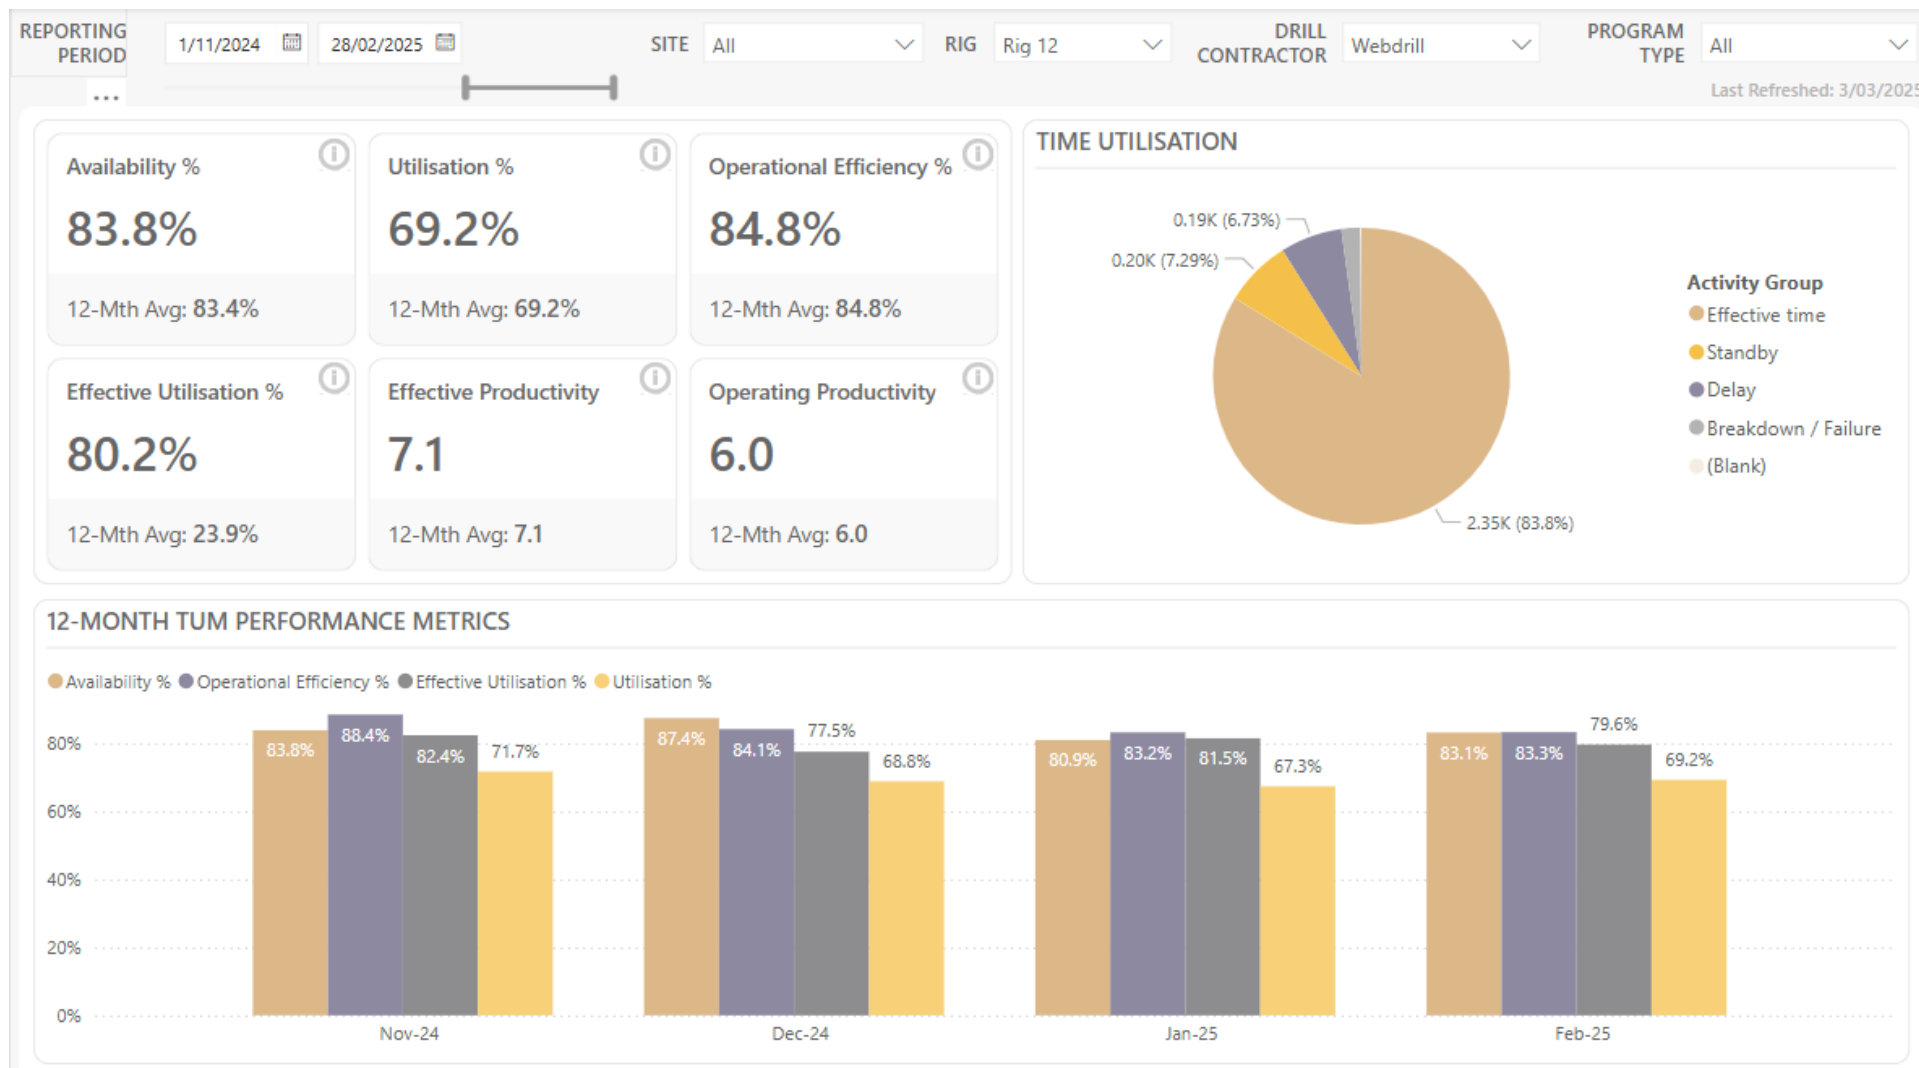 REPORTING PERIOD
1/11/2024
28/02/2025
SITE
All
RIG
Rig 12
DRILL CONTRACTOR
Webdrill
PROGRAM TYPE
All
...
Last Refreshed: 3/03/2025
Availability %
83.8%
12-Mth Avg: 83.4%
Utilisation %
69.2%
12-Mth Avg: 69.2%
Operational Efficiency %
84.8%
12-Mth Avg: 84.8%
Effective Utilisation %
80.2%
12-Mth Avg: 23.9%
Effective Productivity
7.1
12-Mth Avg: 7.1
Operating Productivity
6.0
12-Mth Avg: 6.0
TIME UTILISATION
0.19K (6.73%)
0.20K (7.29%)
2.35K (83.8%)
Activity Group
Effective time
Standby
Delay
Breakdown / Failure
(Blank)
12-MONTH TUM PERFORMANCE METRICS
Availability % Operational Efficiency % Effective Utilisation % Utilisation %
80%
60%
40%
20%
0%
83.8% 88.4% 82.4% 71.7%
87.4% 84.1% 77.5% 68.8%
80.9% 83.2% 81.5% 67.3%
83.1% 83.3% 79.6% 69.2%
Nov-24 Dec-24 Jan-25 Feb-25